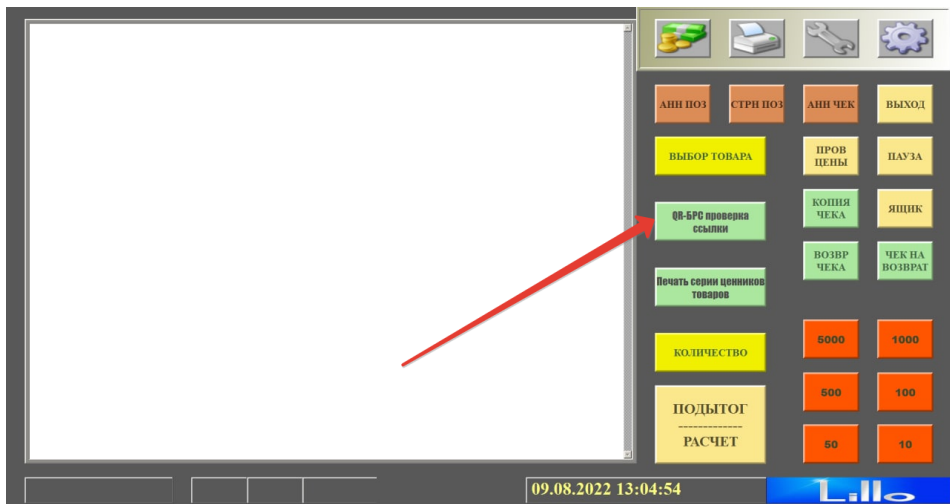 АНН ПОЗ
СТРН ПОЗ
АНН ЧЕК
ВЫХОД
ВЫБОР ТОВАРА
ПРОВ
ЦЕНЫ
ПАУЗА
QR-БРС проверка
ссылки
КОПИЯ
ЧЕКА
ЯЩИК
ВОЗВР
ЧЕКА
ЧЕК НА
ВОЗВРАТ
Печать серии ценников
товаров
КОЛИЧЕСТВО
5000
1000
ПОДЫТОГ
-------------
РАСЧЕТ
500
100
50
10
09.08.2022 13:04:54
Lillo